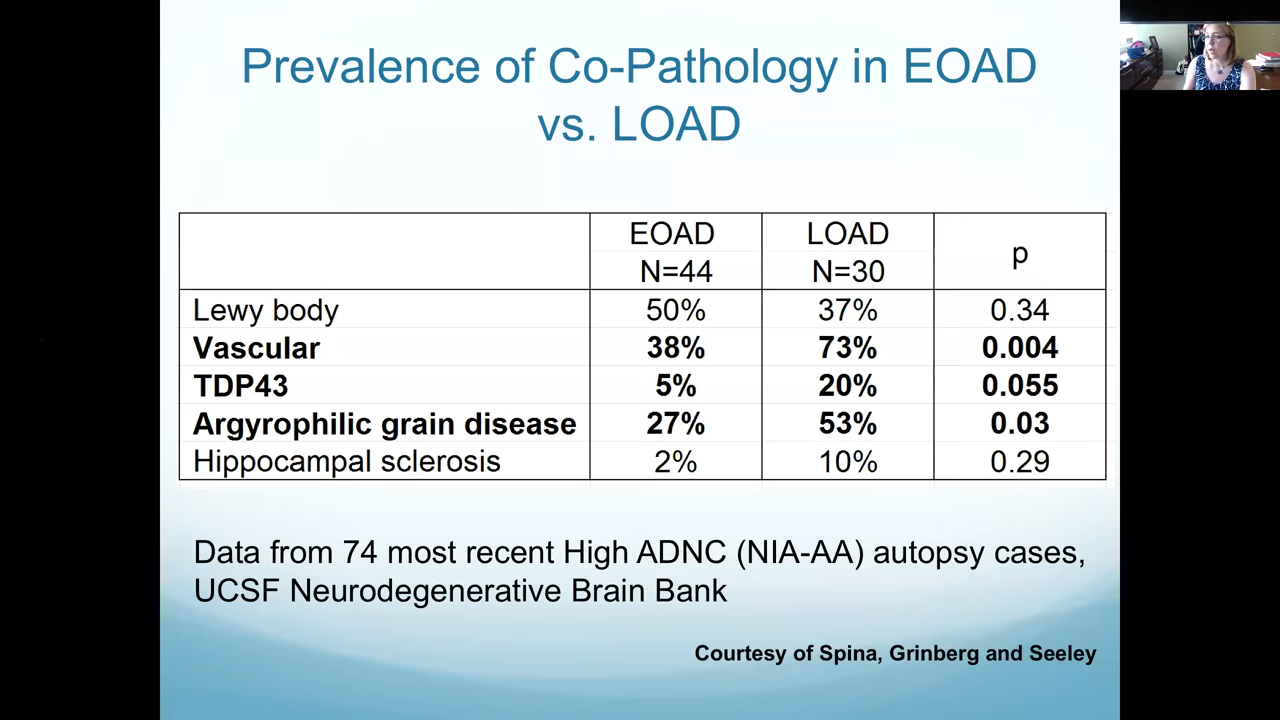 Prevalence of Co-Pathology in EOAD
vs. LOAD
EOAD LOAD p
N=44 N=30
Lewy body 50% 37% 0.34
Vascular 38% 73% 0.004
TDP43 5% 20% 0.055
Argyrophilic grain disease 27% 53% 0.03
Hippocampal sclerosis 2% 10% 0.29
Data from 74 most recent High ADNC (NIA-AA) autopsy cases,
UCSF Neurodegenerative Brain Bank
Courtesy of Spina, Grinberg and Seeley